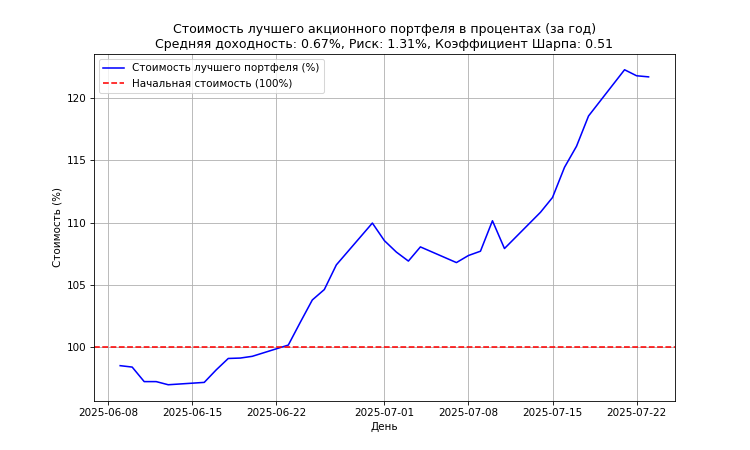 Стоимость лучшего акционного портфеля в процентах (за год)
Средняя доходность: 0.67%, Риск: 1.31%, Коэффициент Шарпа: 0.51
Стоимость лучшего портфеля (%)
Начальная стоимость (100%)
Стоимость (%)
120
115
110
105
100
2025-06-08
2025-06-15
2025-06-22
2025-07-01
2025-07-08
2025-07-15
2025-07-22
День